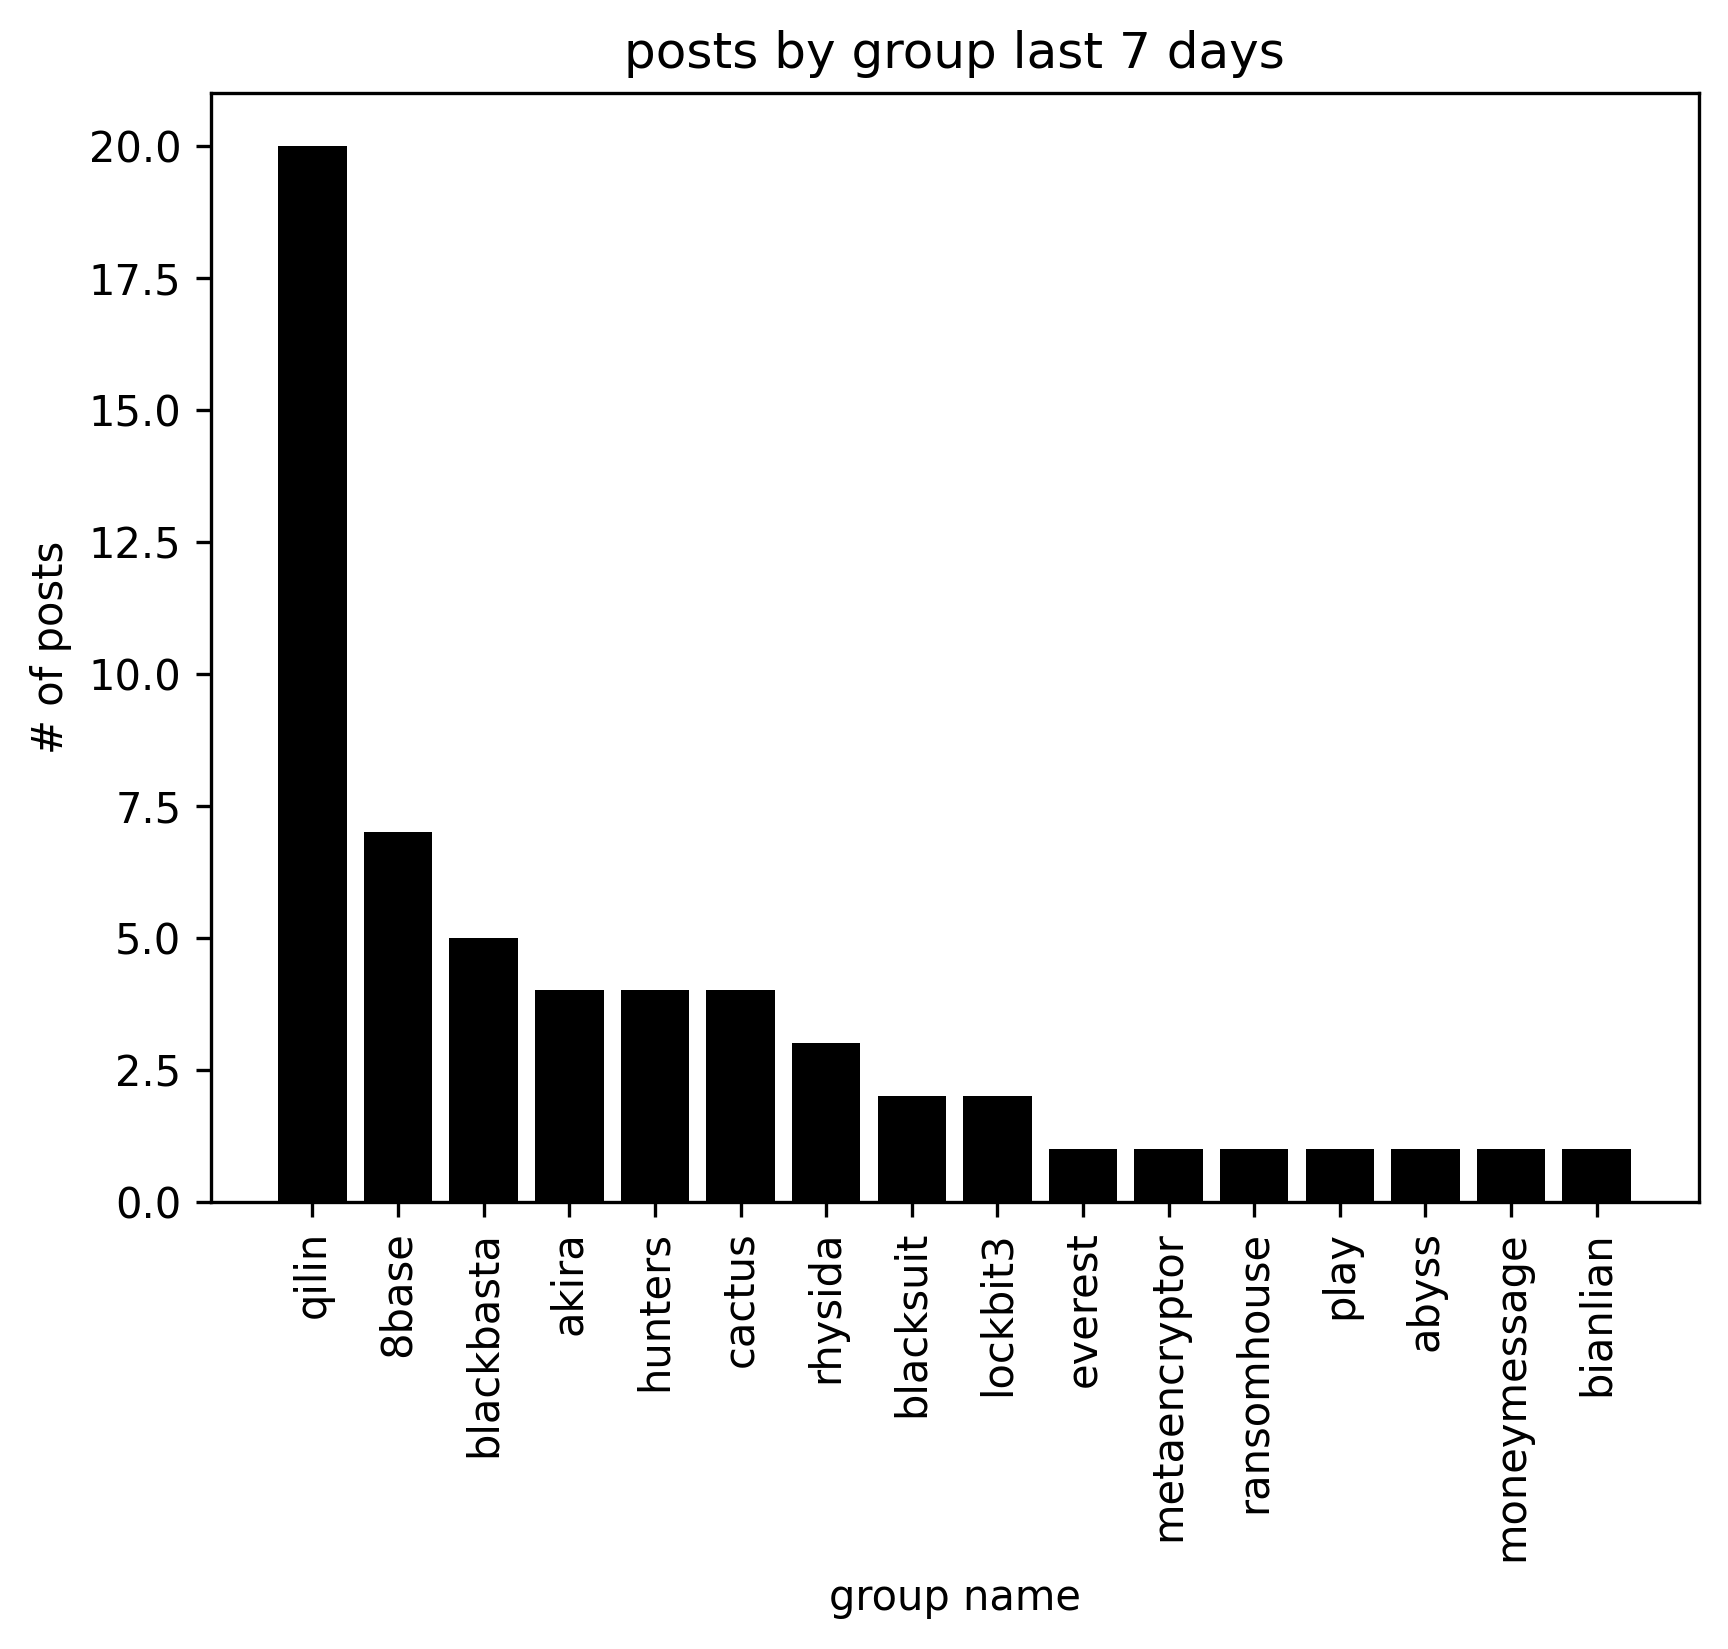 posts by group last 7 days
# of posts
20.0
17.5
15.0
12.5
10.0
7.5
5.0
2.5
0.0
qilin
8base
blackbasta
akira
hunters
cactus
rhysida
blacksuit
lockbit3
everest
metaencryptor
ransomhouse
play
abyss
moneymessage
bianlian
group name